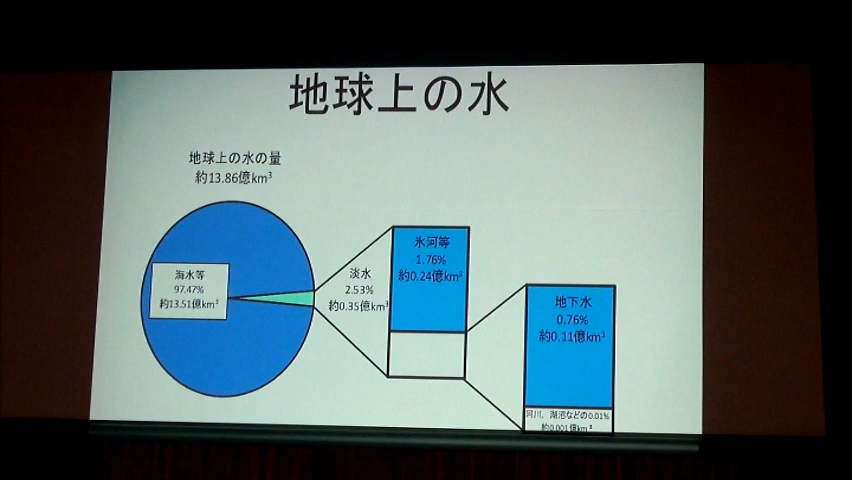 地球上の水
地球上の水の量
約13.86億km³
海水等
97.47%
約13.51億km³
淡水
2.53%
約0.35億km³
氷河等
1.76%
約0.24億km³
地下水
0.76%
約0.11億km³
河川，湖沼などの0.01%
約0.001億km³